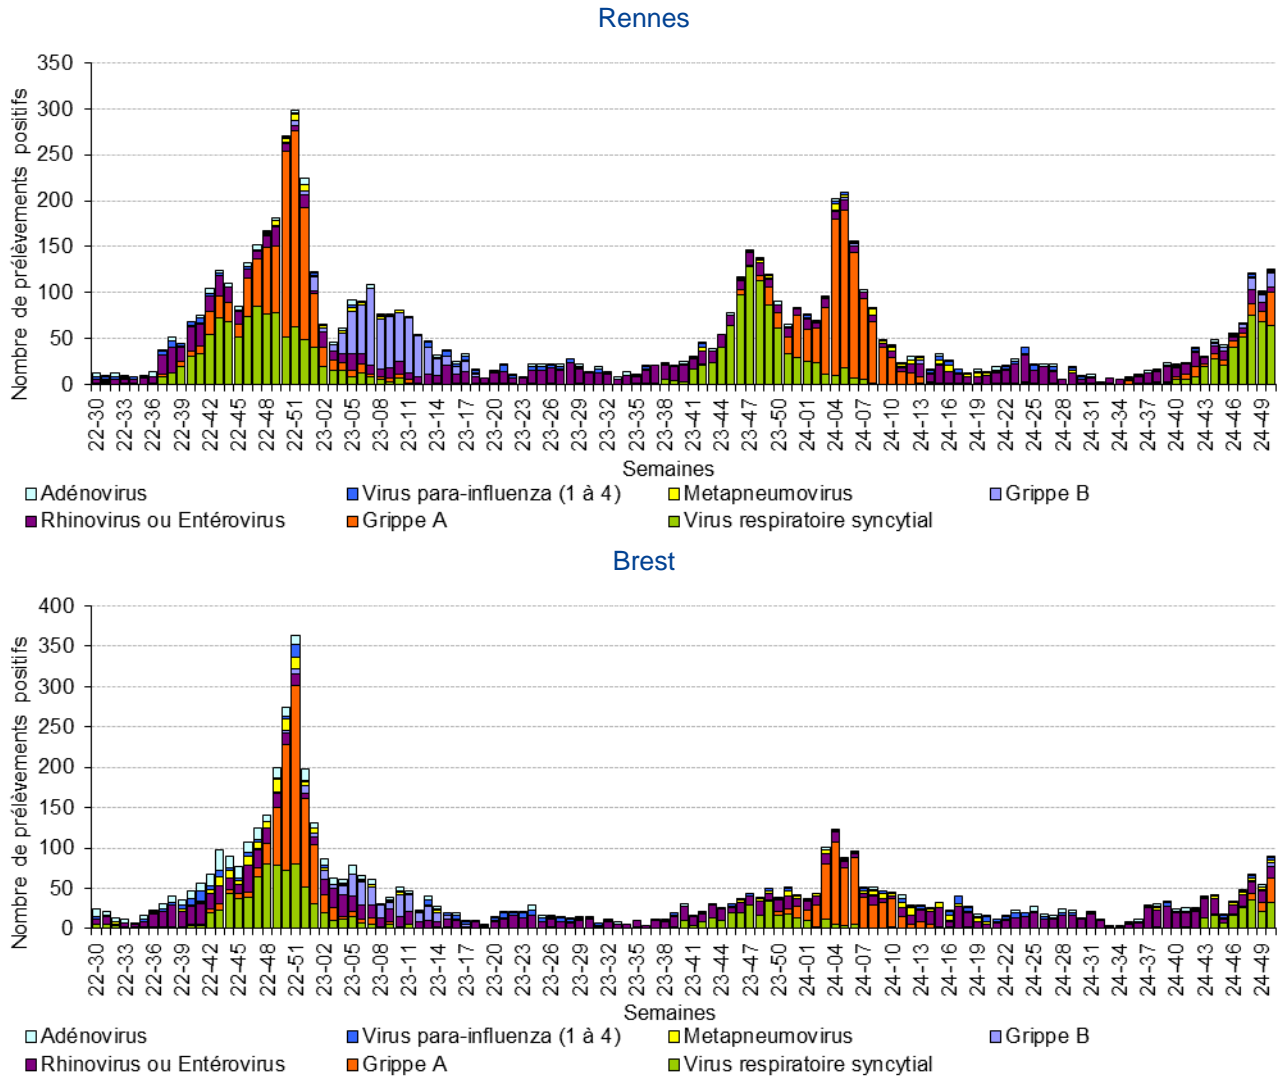 Rennes
Nombre de prélèvements positifs
350
300
250
200
150
100
50
0
22-30 22-33 22-36 22-39 22-42 22-45 22-48 22-51 23-02 23-05 23-08 23-11 23-14 23-17 23-20 23-23 23-26 23-29 23-32 23-35 23-38 23-41 23-44 23-47 23-50 24-01 24-04 24-07 24-10 24-13 24-16 24-19 24-22 24-25 24-28 24-31 24-34 24-37 24-40 24-43 24-46 24-49
Semaines
Adénovirus Virus para-influenza (1 à 4) Metapneumovirus Grippe B
Rhinovirus ou Entérovirus Grippe A Virus respiratoire syncytial
Brest
Nombre de prélèvements positifs
400
350
300
250
200
150
100
50
0
22-30 22-33 22-36 22-39 22-42 22-45 22-48 22-51 23-02 23-05 23-08 23-11 23-14 23-17 23-20 23-23 23-26 23-29 23-32 23-35 23-38 23-41 23-44 23-47 23-50 24-01 24-04 24-07 24-10 24-13 24-16 24-19 24-22 24-25 24-28 24-31 24-34 24-37 24-40 24-43 24-46 24-49
Semaines
Adénovirus Virus para-influenza (1 à 4) Metapneumovirus Grippe B
Rhinovirus ou Entérovirus Grippe A Virus respiratoire syncytial